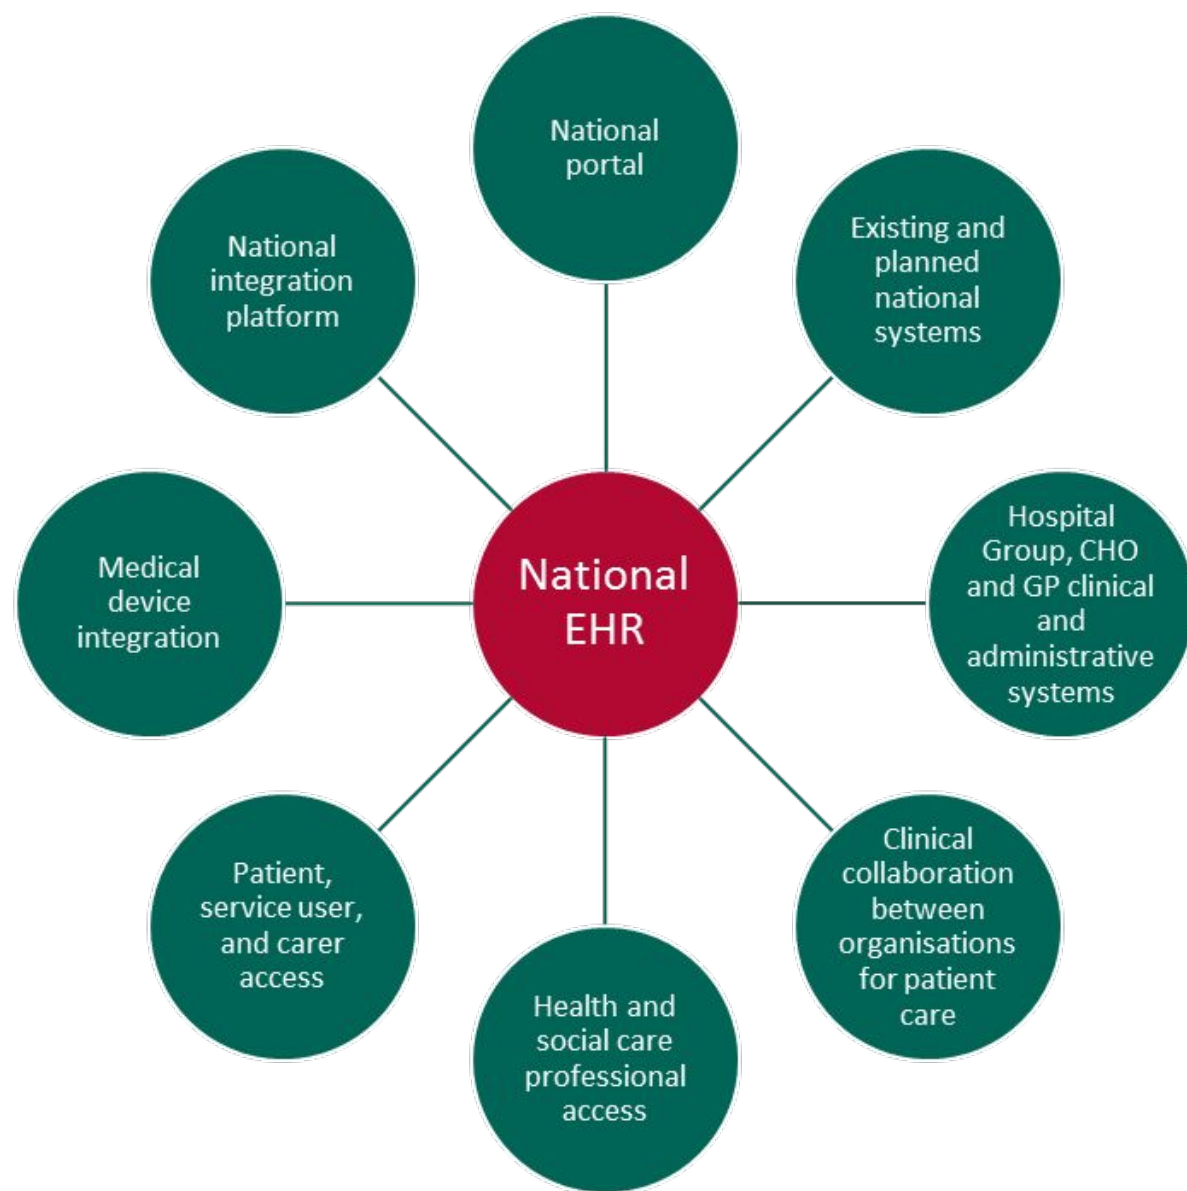 National
portal
Existing and
planned
national
systems
Hospital
Group, CHO
and GP clinical
and
administrative
systems
Clinical
collaboration
between
organisations
for patient
care
Health and
social care
professional
access
Patient,
service user,
and carer
access
Medical
device
integration
National
integration
platform
National
EHR